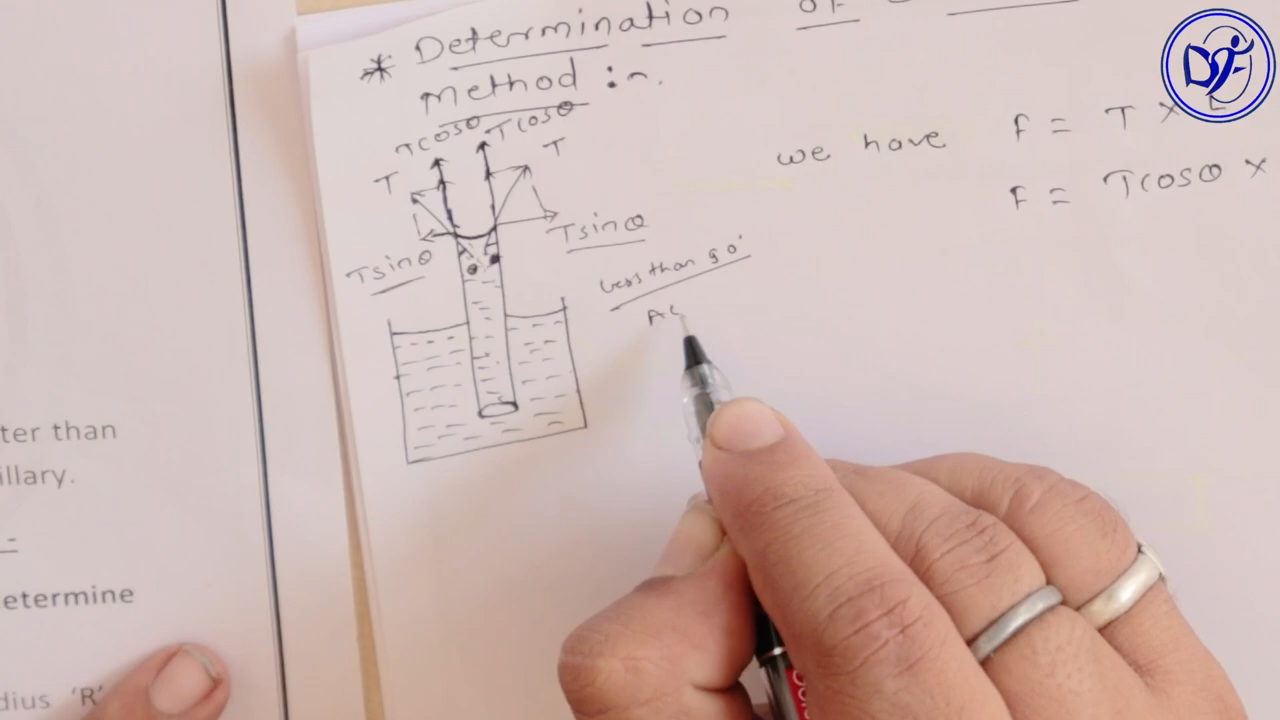 ter than
illary.
etermine
dius 'R'
* Determination of
method :~.
Tcosθ Tcosθ
T T
Tsinθ Tsinθ
Less than 90°
we have F = T × L
F = Tcosθ ×